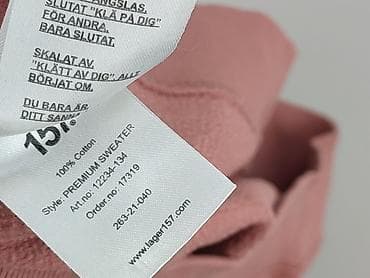 SLUTAT "KLÄ PÅ DIG"
FÖR ANDRA.
BARA SLUTAT.
SKALAT AV.
"KLÄTT AV DIG". ALLT
BÖRJAT OM.
DU BARA ÄR
DITT SANNA
157
100% Cotton
Style: PREMIUM SWEATER
Art.no: 12234-134
Order.no: 17319
263-21-040
www.lager157.com